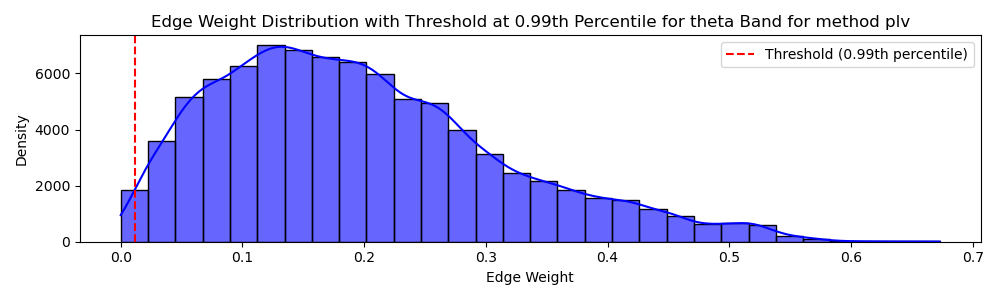 Edge Weight Distribution with Threshold at 0.99th Percentile for theta Band for method plv
Threshold (0.99th percentile)
Density
6000
4000
2000
0
0.0 0.1 0.2 0.3 0.4 0.5 0.6 0.7
Edge Weight